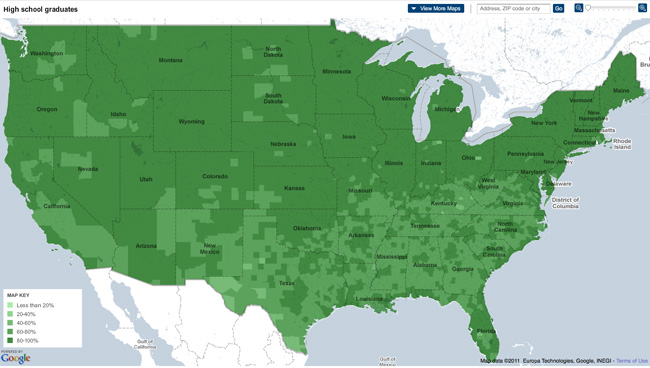 High school graduates
View More Maps
Address, ZIP code or city
Go
Washington
Montana
North
Dakota
Minnesota
Oregon
Idaho
Wyoming
South
Dakota
Wisconsin
Michigan
Vermont
Maine
New
Hampshire
New York
Massachusetts
Connecticut
Rhode
Island
Nevada
Utah
Colorado
Nebraska
Iowa
Illinois
Indiana
Ohio
Pennsylvania
New Jersey
Maryland
Delaware
District of
Columbia
California
Kansas
Missouri
West
Virginia
Virginia
Kentucky
Arizona
New
Mexico
Oklahoma
Arkansas
Tennessee
North
Carolina
South
Carolina
Texas
Louisiana
Mississippi
Alabama
Georgia
Florida
MAP KEY
Less than 20%
20-40%
40-60%
60-80%
80-100%
POWERED BY
Google
Gulf of
California
Gulf of
Mexico
Map data ©2011 Europa Technologies, Google, INEGI - Terms of Use